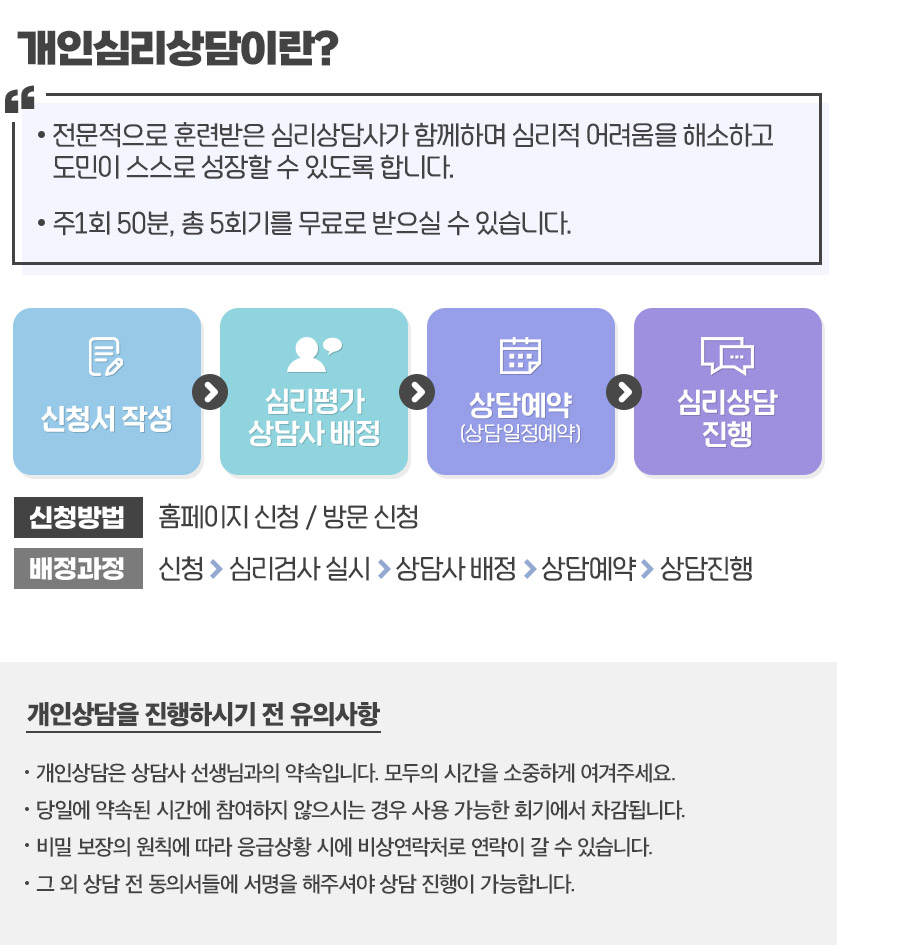 개인심리상담이란?
• 전문적으로 훈련받은 심리상담사가 함께하며 심리적 어려움을 해소하고
도민이 스스로 성장할 수 있도록 합니다.
• 주1회 50분, 총 5회기를 무료로 받으실 수 있습니다.
신청서 작성
심리평가
상담사 배정
상담예약
(상담일정예약)
심리상담
진행
신청방법 홈페이지 신청 / 방문 신청
배정과정 신청 > 심리검사 실시 > 상담사 배정 > 상담예약 > 상담진행
개인상담을 진행하시기 전 유의사항
· 개인상담은 상담사 선생님과의 약속입니다. 모두의 시간을 소중하게 여겨주세요.
· 당일에 약속된 시간에 참여하지 않으시는 경우 사용 가능한 회기에서 차감됩니다.
· 비밀 보장의 원칙에 따라 응급상황 시에 비상연락처로 연락이 갈 수 있습니다.
· 그 외 상담 전 동의서들에 서명을 해주셔야 상담 진행이 가능합니다.